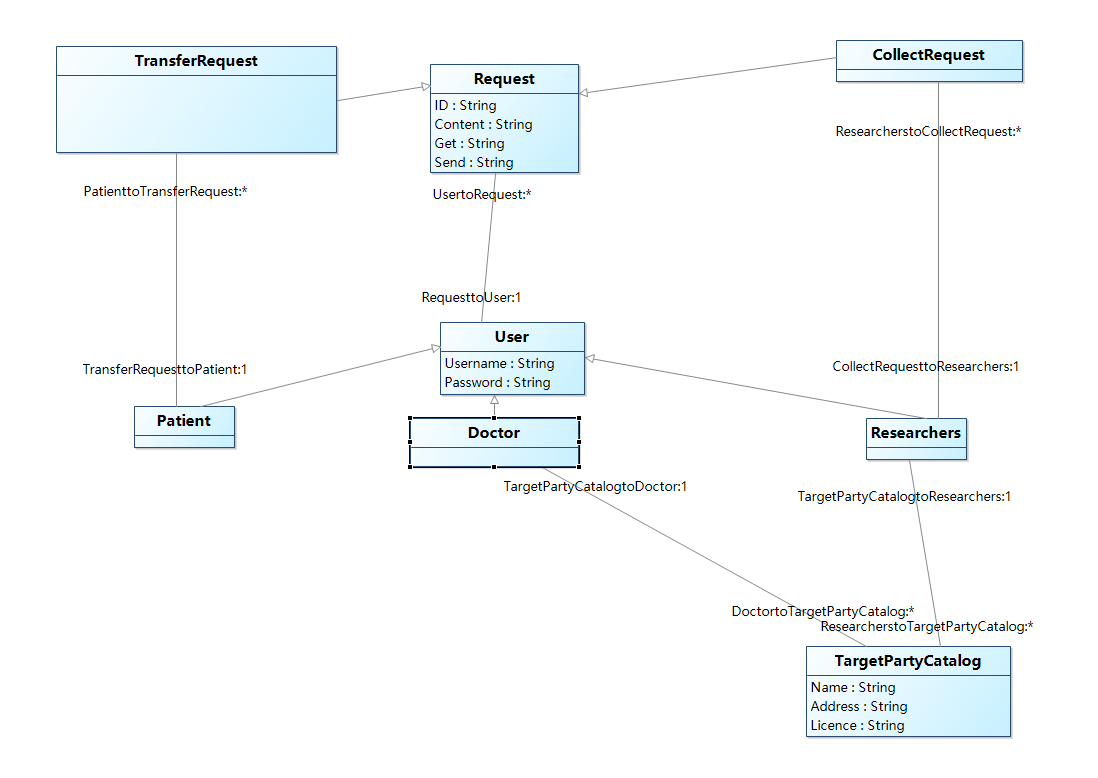 TransferRequest
Request
ID : String
Content : String
Get : String
Send : String
CollectRequest
ResearcherstoCollectRequest:*
PatienttoTransferRequest:*
UsertoRequest:*
RequesttoUser:1
User
Username : String
Password : String
TransferRequesttoPatient:1
CollectRequesttoResearchers:1
Patient
Doctor
Researchers
TargetPartyCatalogtoDoctor:1
TargetPartyCatalogtoResearchers:1
DoctortoTargetPartyCatalog:*
ResearcherstoTargetPartyCatalog:*
TargetPartyCatalog
Name : String
Address : String
Licence : String